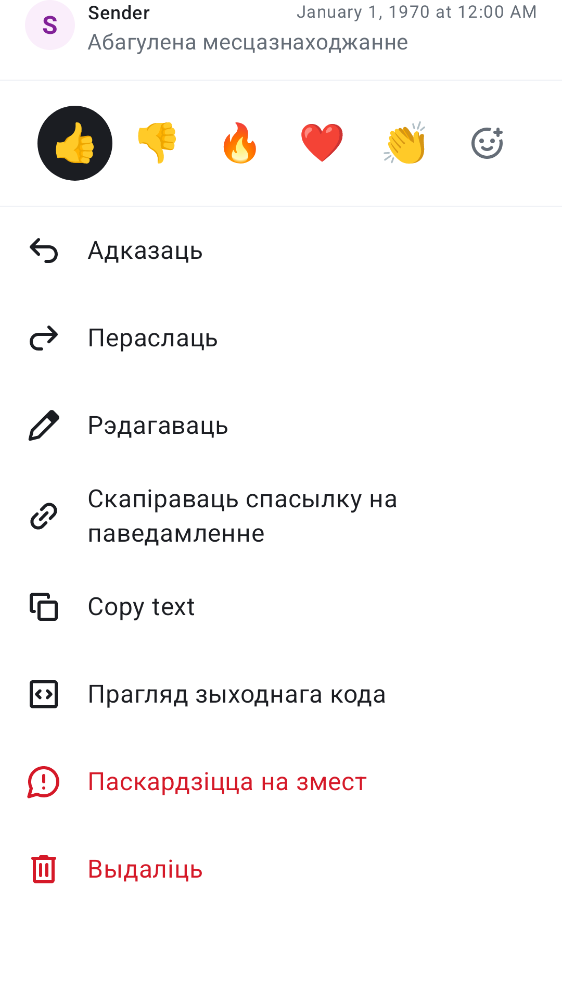 S
Sender
January 1, 1970 at 12:00 AM
Абагулена месцазнаходжанне
Адказаць
Пераслаць
Рэдагаваць
Скапіраваць спасылку на
паведамленне
Copy text
Прагляд зыходнага кода
Паскардзіцца на змест
Выдаліць